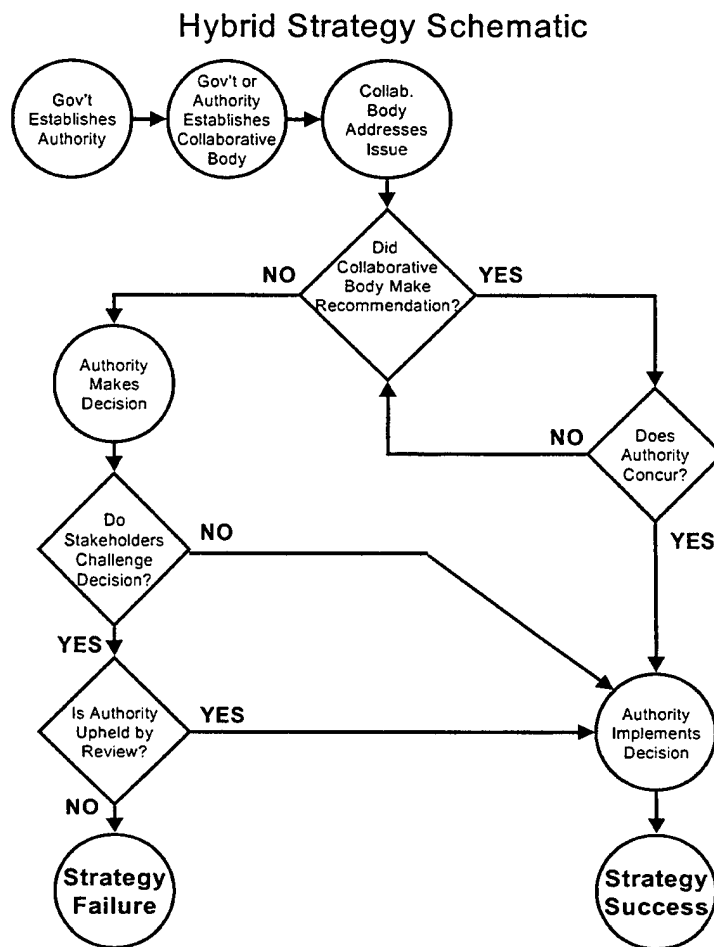 Hybrid Strategy Schematic
Gov't
Establishes
Authority
Gov't or
Authority
Establishes
Collaborative
Body
Collab.
Body
Addresses
Issue
Did
Collaborative
Body Make
Recommendation?
NO
YES
Authority
Makes
Decision
NO
Does
Authority
Concur?
YES
Do
Stakeholders
Challenge
Decision?
NO
YES
Is Authority
Upheld by
Review?
YES
NO
Authority
Implements
Decision
Strategy
Failure
Strategy
Success